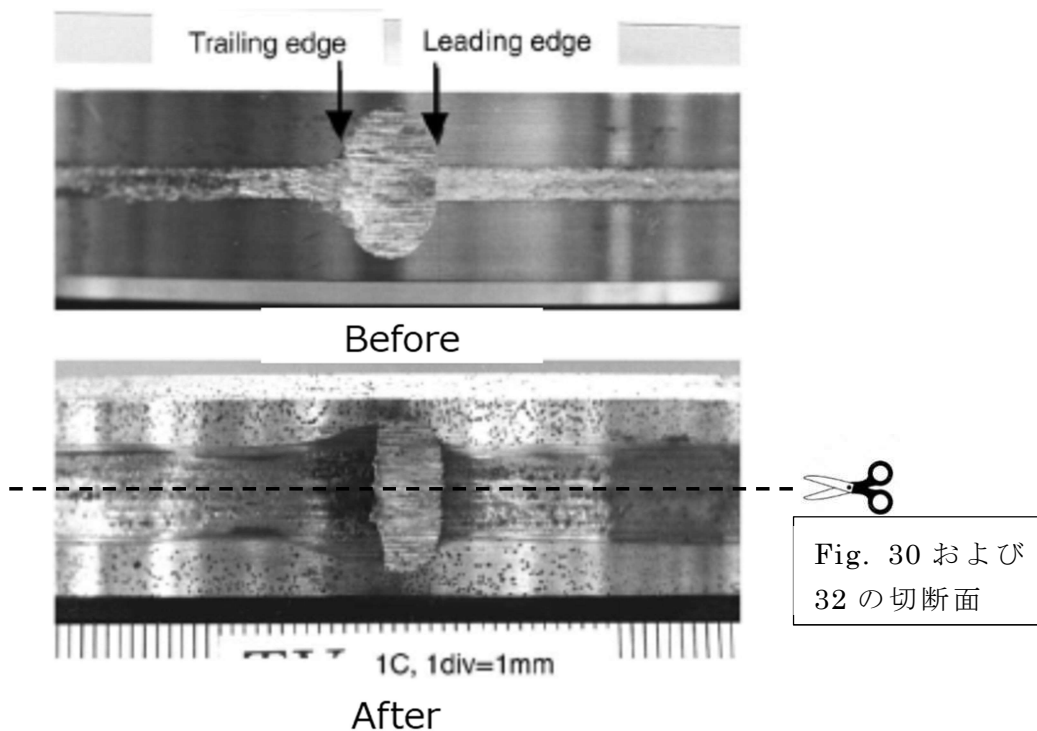 Trailing edge
Leading edge
Before
Fig. 30 および
32 の切断面
1C, 1div=1mm
After